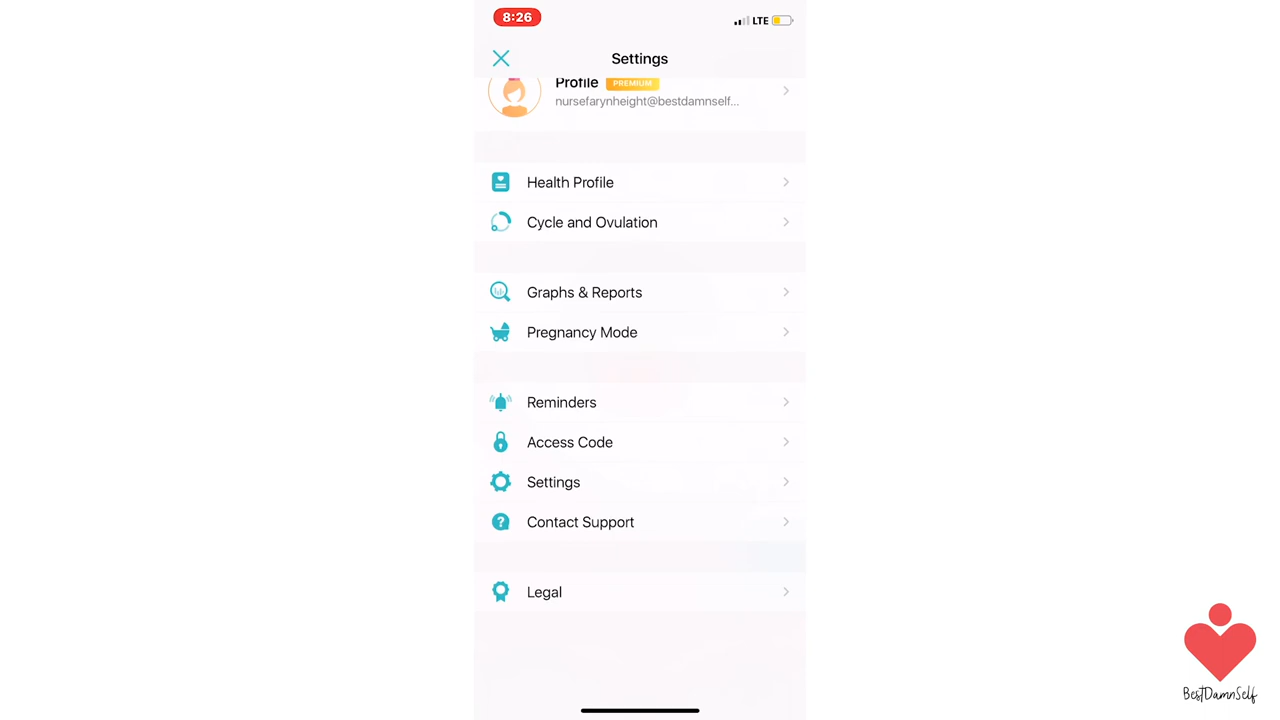 8:26
LTE
Settings
Profile PREMIUM
nursefarynheight@bestdamnself...
Health Profile
Cycle and Ovulation
Graphs & Reports
Pregnancy Mode
Reminders
Access Code
Settings
Contact Support
Legal
BestDamnSelf